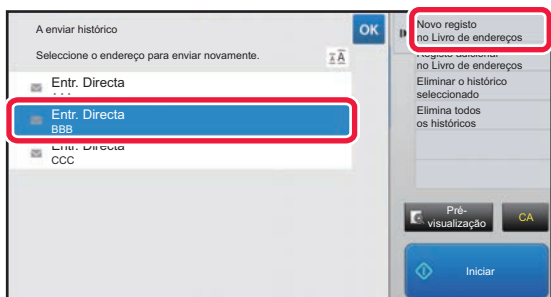 A enviar histórico
OK
Seleccione o endereço para enviar novamente.
Entr. Directa
Entr. Directa
BBB
Entr. Directa
CCC
Novo registo
no Livro de endereços
Registo adicional
no Livro de endereços
Eliminar o histórico
seleccionado
Elimina todos
os históricos
Pré-
visualização
CA
Iniciar